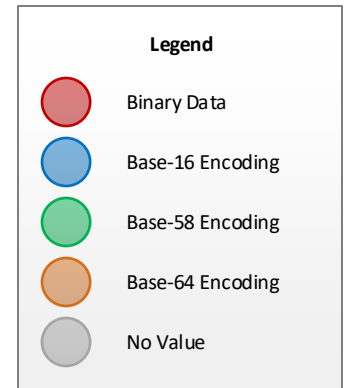 Legend
Binary Data
Base-16 Encoding
Base-58 Encoding
Base-64 Encoding
No Value